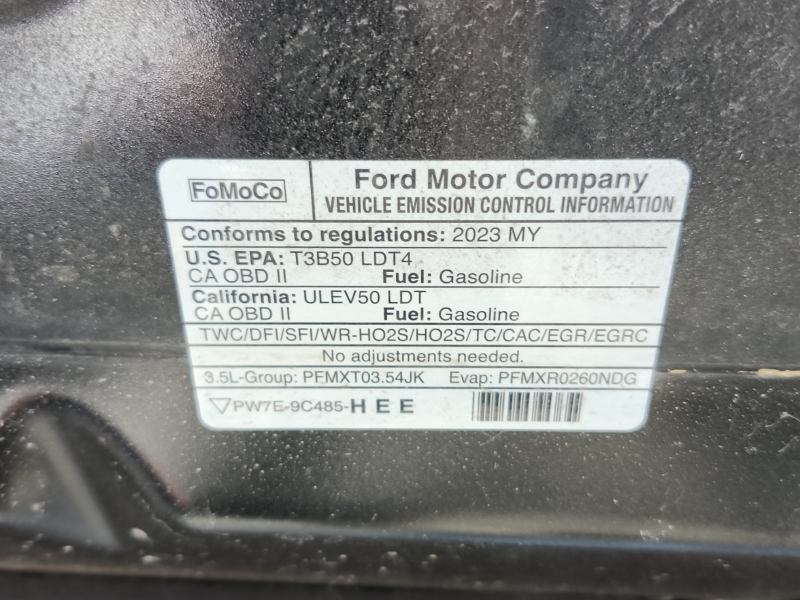 FoMoCo
Ford Motor Company
VEHICLE EMISSION CONTROL INFORMATION
Conforms to regulations: 2023 MY
U.S. EPA: T3B50 LDT4
CA OBD II Fuel: Gasoline
California: ULEV50 LDT
CA OBD II Fuel: Gasoline
TWC/DFI/SFI/WR-HO2S/HO2S/TC/CAC/EGR/EGRC
No adjustments needed.
3.5L-Group: PFMXT03.54JK Evap: PFMXR0260NDG
PW7E-9C485-HEE